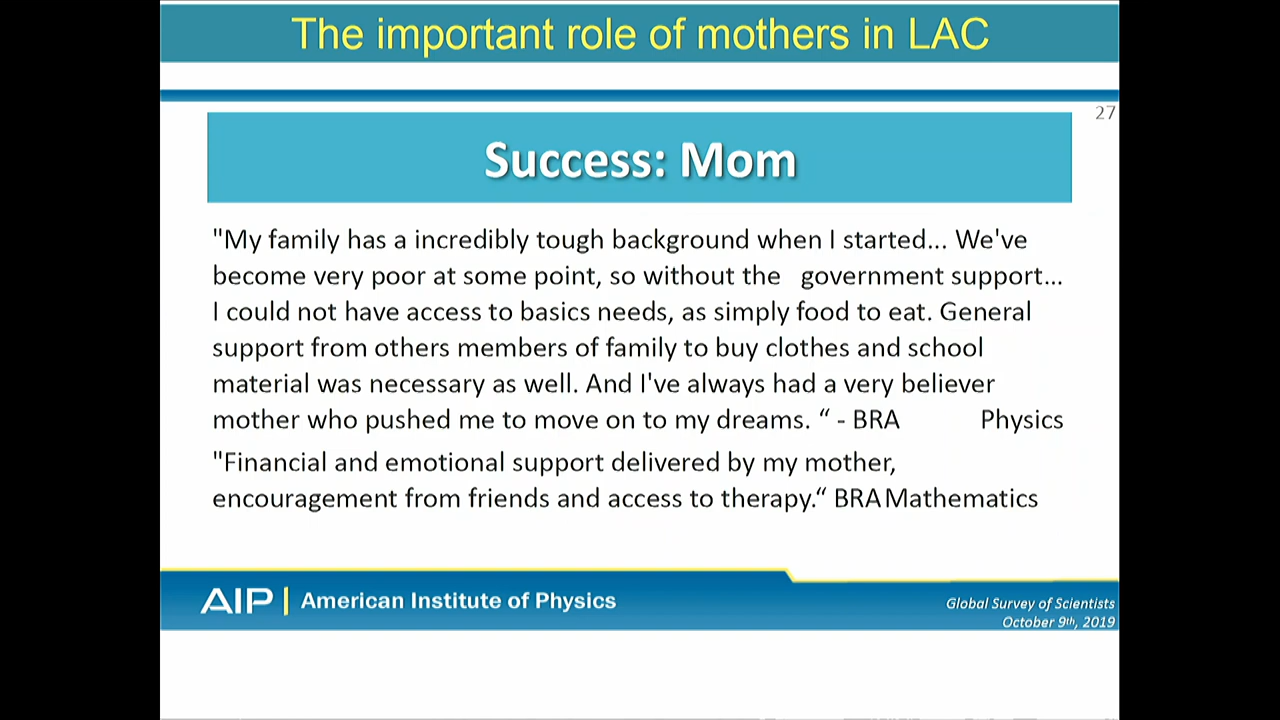 The important role of mothers in LAC
27
Success: Mom
"My family has a incredibly tough background when I started... We've
become very poor at some point, so without the government support...
I could not have access to basics needs, as simply food to eat. General
support from others members of family to buy clothes and school
material was necessary as well. And I've always had a very believer
mother who pushed me to move on to my dreams. “ - BRA Physics
"Financial and emotional support delivered by my mother,
encouragement from friends and access to therapy.“ BRA Mathematics
AIP | American Institute of Physics
Global Survey of Scientists
October 9th, 2019